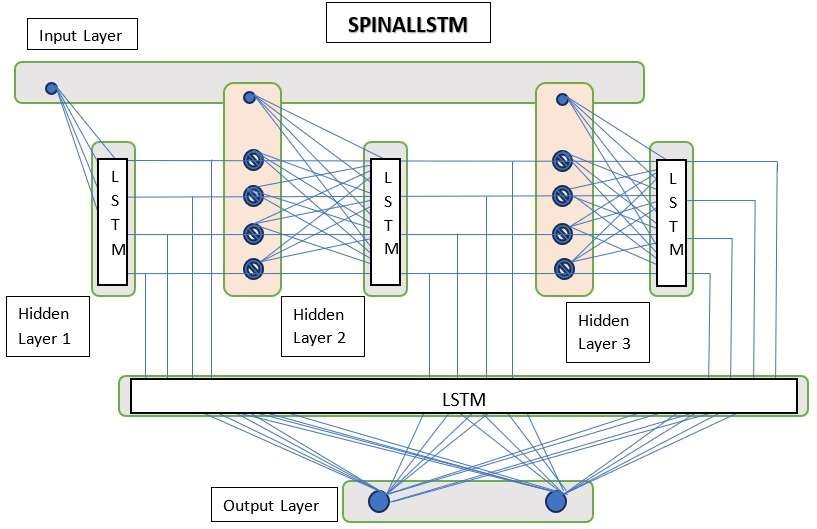 SPINALLSTM
Input Layer
L
S
T
M
L
S
T
M
L
S
T
M
Hidden
Layer 1
Hidden
Layer 2
Hidden
Layer 3
LSTM
Output Layer